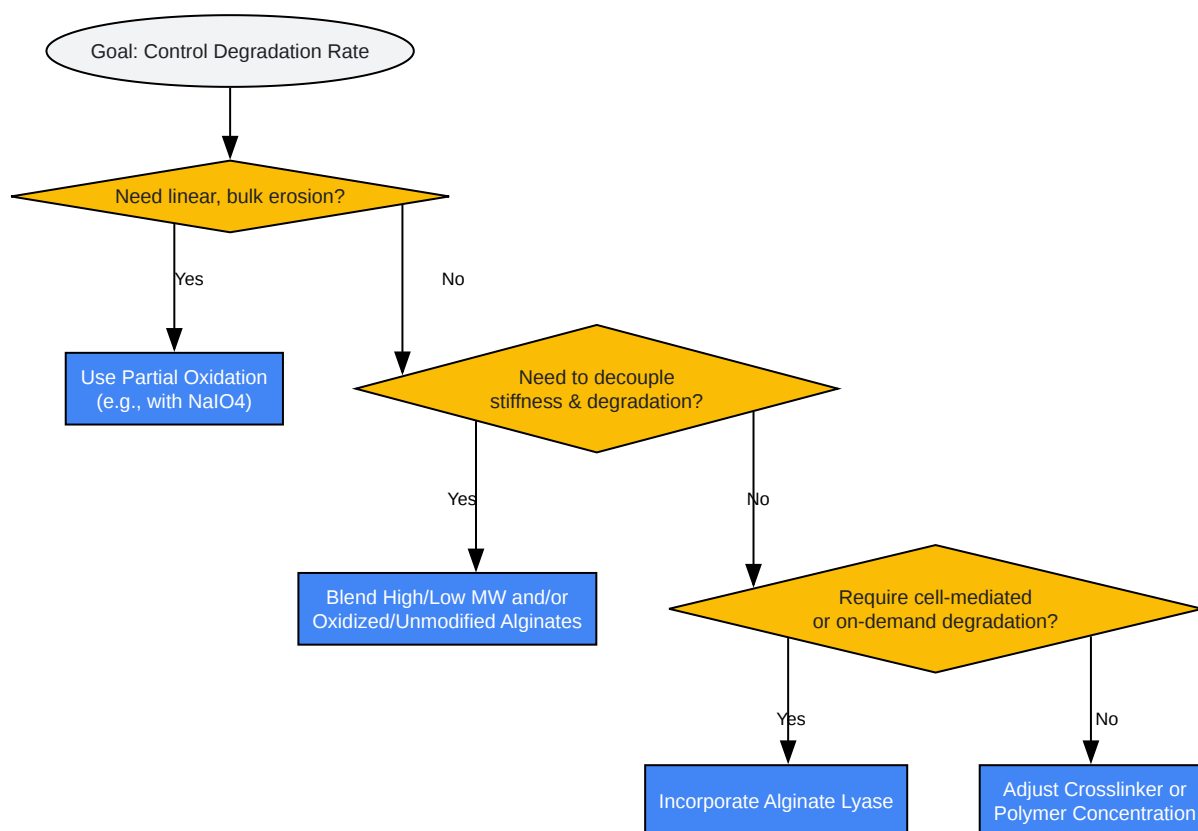 Goal: Control Degradation Rate
Need linear, bulk erosion?
Yes
No
Use Partial Oxidation
(e.g., with NaIO4)
Need to decouple
stiffness & degradation?
Yes
No
Blend High/Low MW and/or
Oxidized/Unmodified Alginates
Require cell-mediated
or on-demand degradation?
Yes
No
Incorporate Alginate Lyase
Adjust Crosslinker or
Polymer Concentration